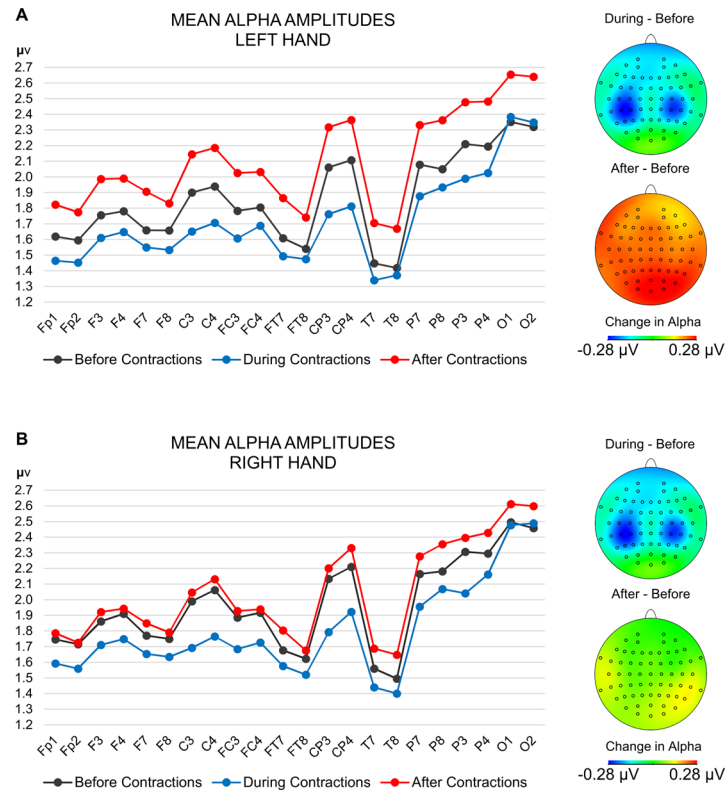 A
MEAN ALPHA AMPLITUDES
LEFT HAND
µv
2.7
2.6
2.5
2.4
2.3
2.2
2.1
2.0
1.9
1.8
1.7
1.6
1.5
1.4
1.3
1.2
Fp1 Fp2 F3 F4 F7 F8 C3 C4 FC3 FC4 FT7 FT8 CP3 CP4 T7 T8 P7 P8 P3 P4 O1 O2
Before Contractions During Contractions After Contractions
During - Before
After - Before
Change in Alpha
-0.28 µV 0.28 µV
B
MEAN ALPHA AMPLITUDES
RIGHT HAND
µv
2.7
2.6
2.5
2.4
2.3
2.2
2.1
2.0
1.9
1.8
1.7
1.6
1.5
1.4
1.3
1.2
Fp1 Fp2 F3 F4 F7 F8 C3 C4 FC3 FC4 FT7 FT8 CP3 CP4 T7 T8 P7 P8 P3 P4 O1 O2
Before Contractions During Contractions After Contractions
During - Before
After - Before
Change in Alpha
-0.28 µV 0.28 µV